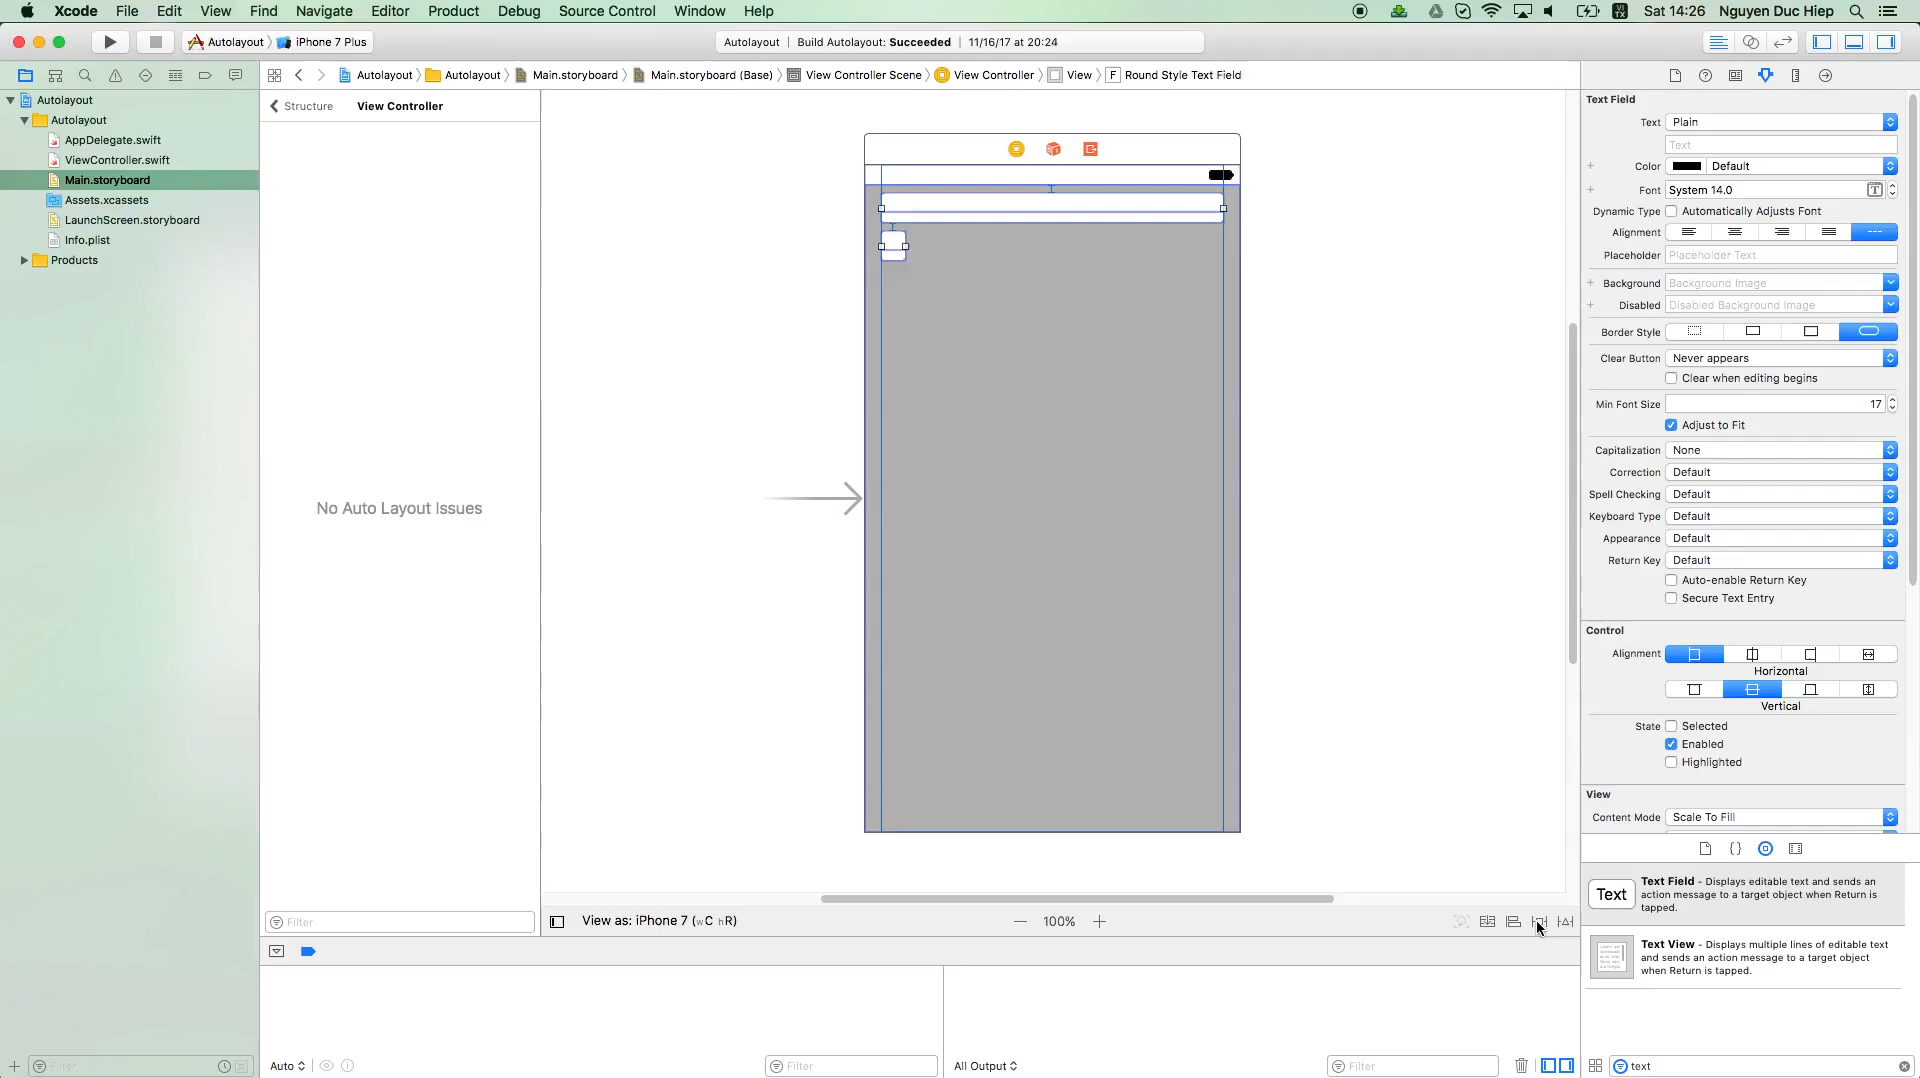 Xcode File Edit View Find Navigate Editor Product Debug Source Control Window Help
Sat 14:26 Nguyen Duc Hiep
Autolayout iPhone 7 Plus
Autolayout | Build Autolayout: Succeeded | 11/16/17 at 20:24
Autolayout Autolayout Main.storyboard Main.storyboard (Base) View Controller Scene View Controller View F Round Style Text Field
Autolayout
Autolayout
AppDelegate.swift
ViewController.swift
Main.storyboard
Assets.xcassets
LaunchScreen.storyboard
Info.plist
Products
Filter
Structure View Controller
No Auto Layout Issues
Filter
View as: iPhone 7 (wC hR)
100%
Auto
Filter
All Output
Filter
Text Field
Text Plain
Text
Color Default
Font System 14.0
Dynamic Type Automatically Adjusts Font
Alignment
Placeholder Placeholder Text
Background Background Image
Disabled Disabled Background Image
Border Style
Clear Button Never appears
Clear when editing begins
Min Font Size 17
Adjust to Fit
Capitalization None
Correction Default
Spell Checking Default
Keyboard Type Default
Appearance Default
Return Key Default
Auto-enable Return Key
Secure Text Entry
Control
Alignment
Horizontal
Vertical
State Selected
Enabled
Highlighted
View
Content Mode Scale To Fill
Text
Text Field - Displays editable text and sends an
action message to a target object when Return is
tapped.
Text View - Displays multiple lines of editable text
and sends an action message to a target object
when Return is tapped.
text